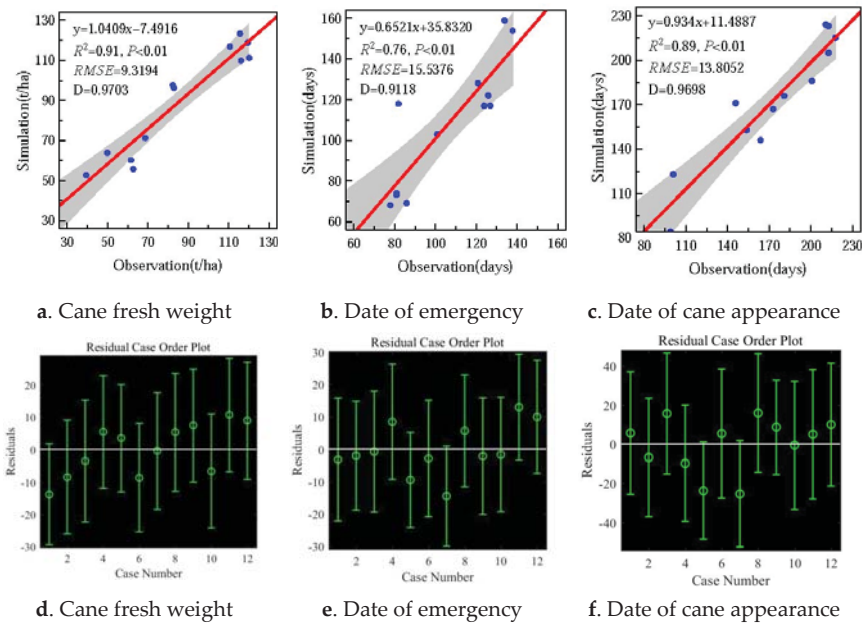 y=1.0409x-7.4916
R²=0.91, P<0.01
RMSE=9.3194
D=0.9703
130
110
90
70
50
30
Simulation(t/ha)
30 50 70 90 110 130
Observation(t/ha)
y=0.6521x+35.8320
R²=0.76, P<0.01
RMSE=15.5376
D=0.9118
160
140
120
100
80
60
Simulation(days)
60 80 100 120 140 160
Observation(days)
y=0.934x+11.4887
R²=0.89, P<0.01
RMSE=13.8052
D=0.9698
230
200
170
140
110
80
Simulation(days)
80 110 140 170 200 230
Observation(days)
a. Cane fresh weight
b. Date of emergency
c. Date of cane appearance
Residual Case Order Plot
20
10
0
-10
-20
-30
Residuals
2 4 6 8 10 12
Case Number
Residual Case Order Plot
30
20
10
0
-10
-20
-30
Residuals
2 4 6 8 10 12
Case Number
Residual Case Order Plot
40
20
0
-20
-40
Residuals
2 4 6 8 10 12
Case Number
d. Cane fresh weight
e. Date of emergency
f. Date of cane appearance